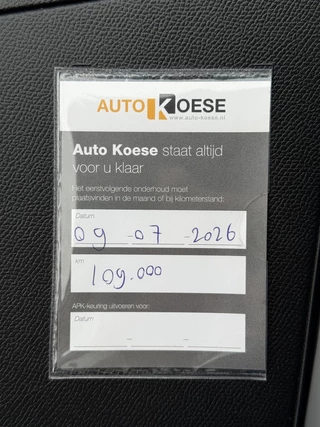 AUTO KOESE
www.auto-koese.nl
Auto Koese staat altijd
voor u klaar
Het eerstvolgende onderhoud moet
plaatsvinden in de maand of bij kilometerstand:
Datum
09-07-2026
km
109.000
APK-keuring uitvoeren voor:
Datum